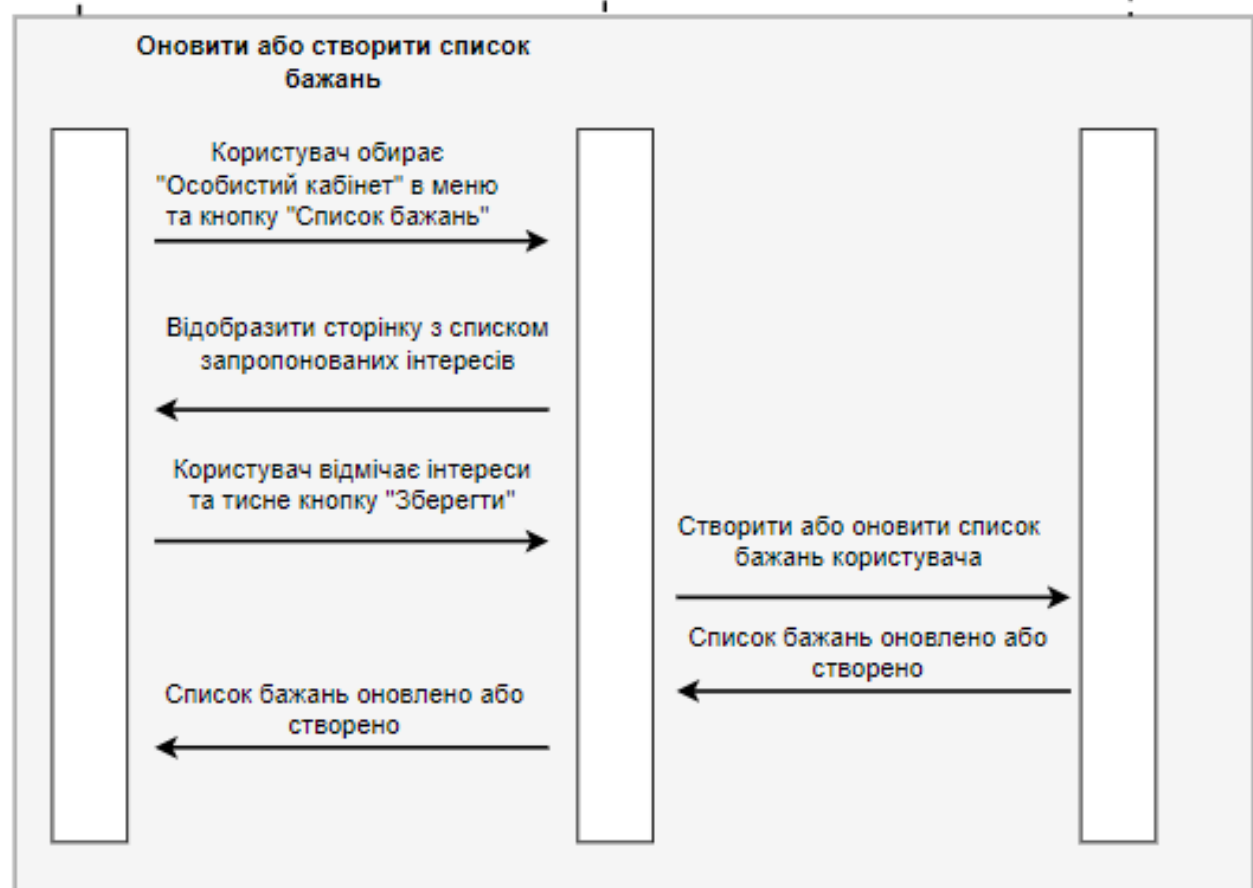 Оновити або створити список
бажань
Користувач обирає
"Особистий кабінет" в меню
та кнопку "Список бажань"
Відобразити сторінку з списком
запропонованих інтересів
Користувач відмічає інтереси
та тисне кнопку "Зберегти"
Створити або оновити список
бажань користувача
Список бажань оновлено або
створено
Список бажань оновлено або
створено